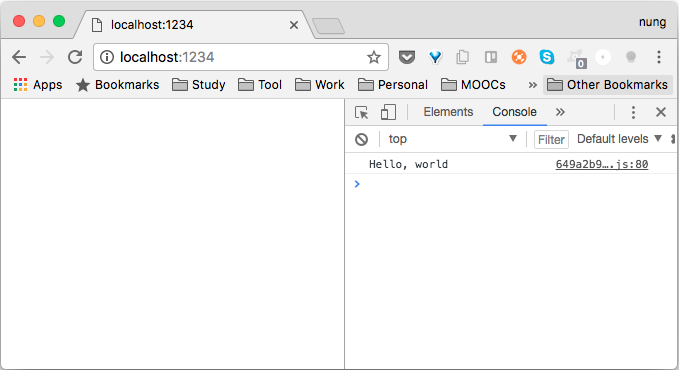 localhost:1234
nung
localhost:1234
0
Apps Bookmarks Study Tool Work Personal MOOCs » Other Bookmarks
Elements Console »
top Filter Default levels
Hello, world 649a2b9….js:80